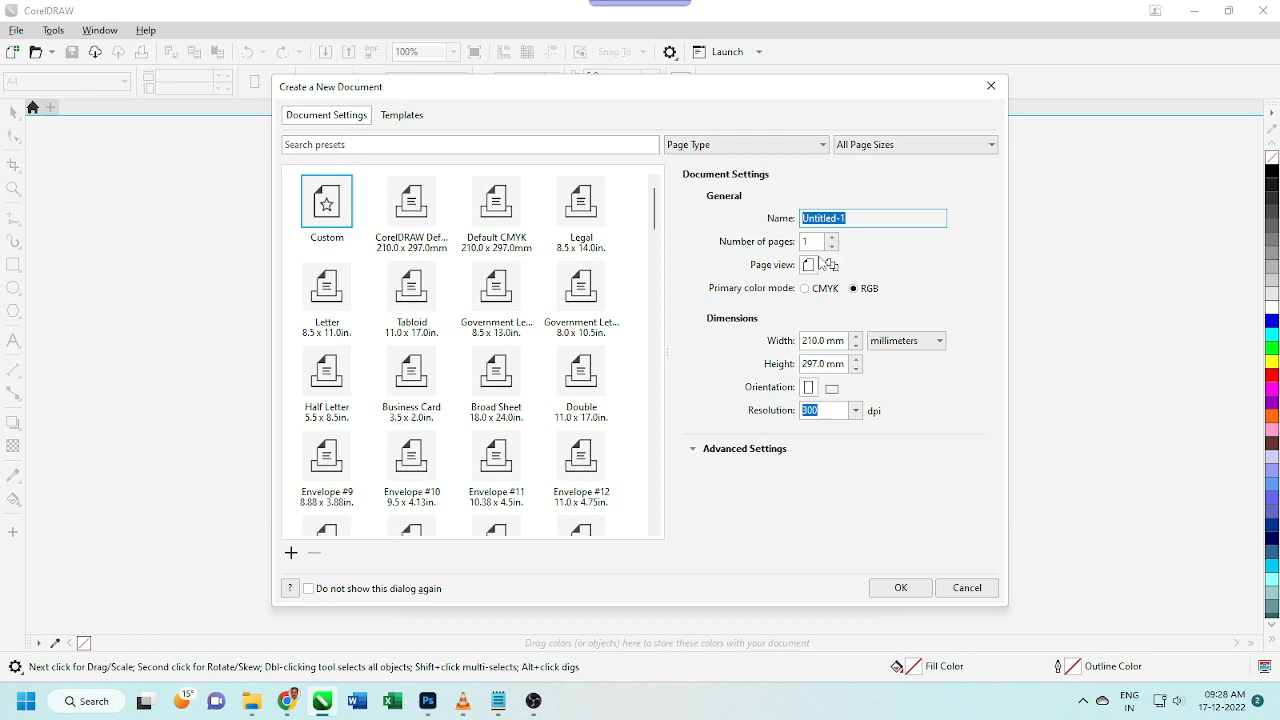 CorelDRAW
File Tools Window Help
100% Snap To Launch
A4
Create a New Document
Document Settings Templates
Search presets Page Type All Page Sizes
Custom
CorelDRAW Def...
210.0 x 297.0mm
Default CMYK
210.0 x 297.0mm
Legal
8.5 x 14.0in.
Letter
8.5 x 11.0in.
Tabloid
11.0 x 17.0in.
Government Le...
8.5 x 13.0in.
Government Let...
8.0 x 10.5in.
Half Letter
5.5 x 8.5in.
Business Card
3.5 x 2.0in.
Broad Sheet
18.0 x 24.0in.
Double
11.0 x 17.0in.
Envelope #9
8.88 x 3.88in.
Envelope #10
9.5 x 4.13in.
Envelope #11
10.38 x 4.5in.
Envelope #12
11.0 x 4.75in.
Document Settings
General
Name: Untitled-1
Number of pages: 1
Page view:
Primary color mode: CMYK RGB
Dimensions
Width: 210.0 mm millimeters
Height: 297.0 mm
Orientation:
Resolution: 300 dpi
Advanced Settings
? Do not show this dialog again
OK Cancel
Drag colors (or objects) here to store these colors with your document
Next click for Drag/Scale; Second click for Rotate/Skew; Dbl-clicking tool selects all objects; Shift+click multi-selects; Alt+click digs
Fill Color Outline Color
Search 15° ENG
IN
09:28 AM
17-12-2022
2